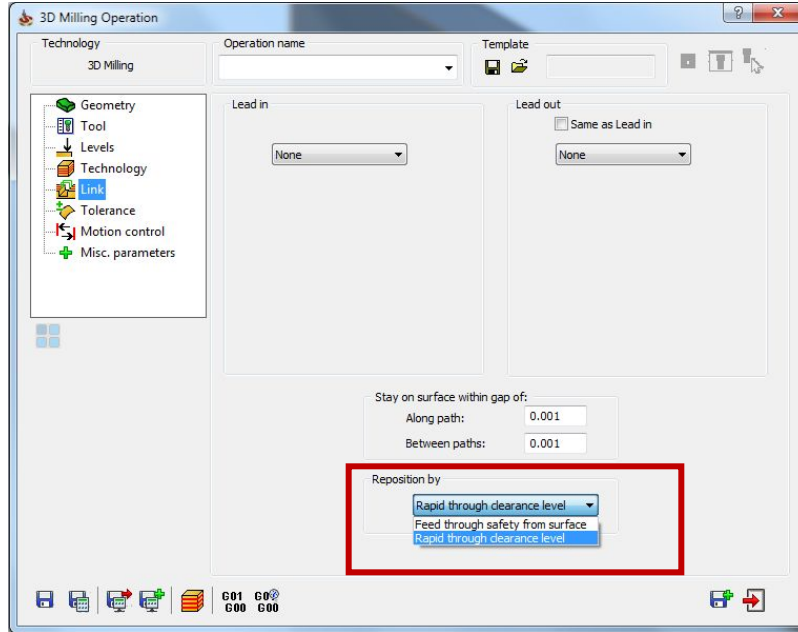 3D Milling Operation
Technology
3D Milling
Operation name
Template
Geometry
Tool
Levels
Technology
Link
Tolerance
Motion control
Misc. parameters
Lead in
None
Lead out
Same as Lead in
None
Stay on surface within gap of:
Along path: 0.001
Between paths: 0.001
Reposition by
Rapid through clearance level
Feed through safety from surface
Rapid through clearance level
G01 G0
G00 G00